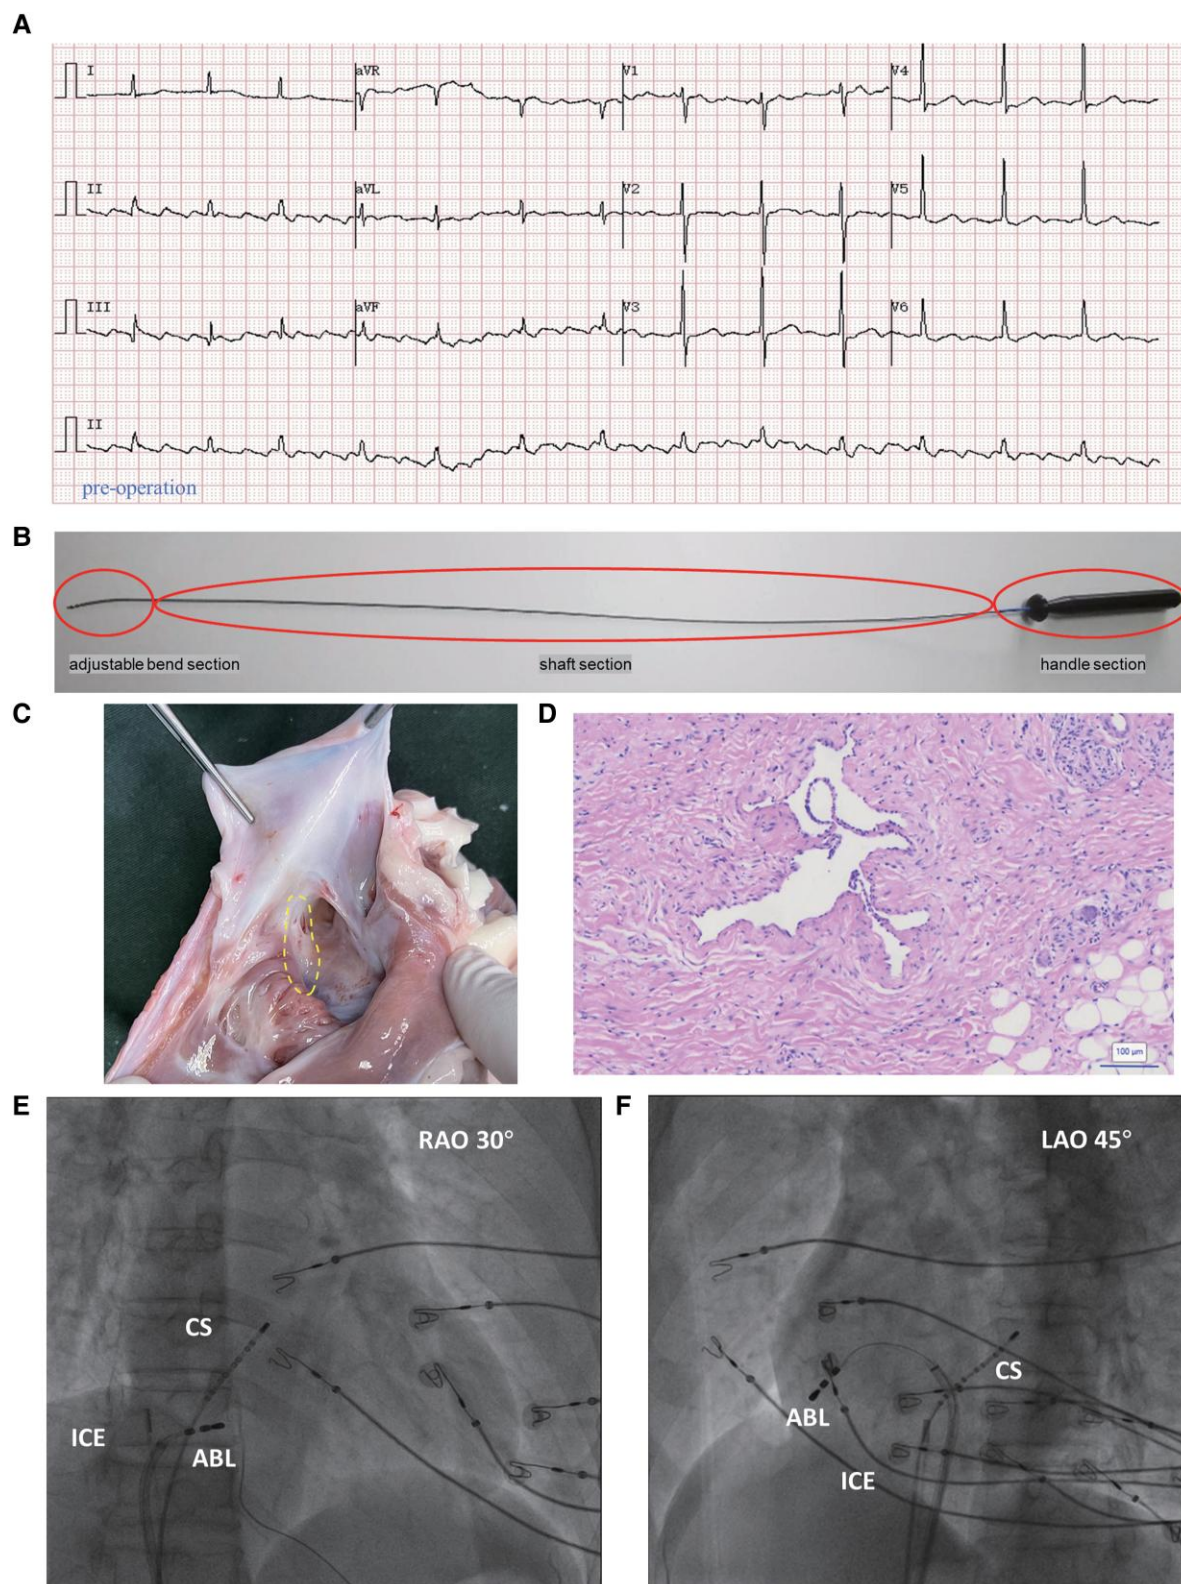 A
I aVR V1 V4
II aVL V2 V5
III aVF V3 V6
II
pre-operation
B
adjustable bend section shaft section handle section
C D
100 µm
E F
RAO 30° LAO 45°
CS
CS
ABL
ICE
ABL
ICE